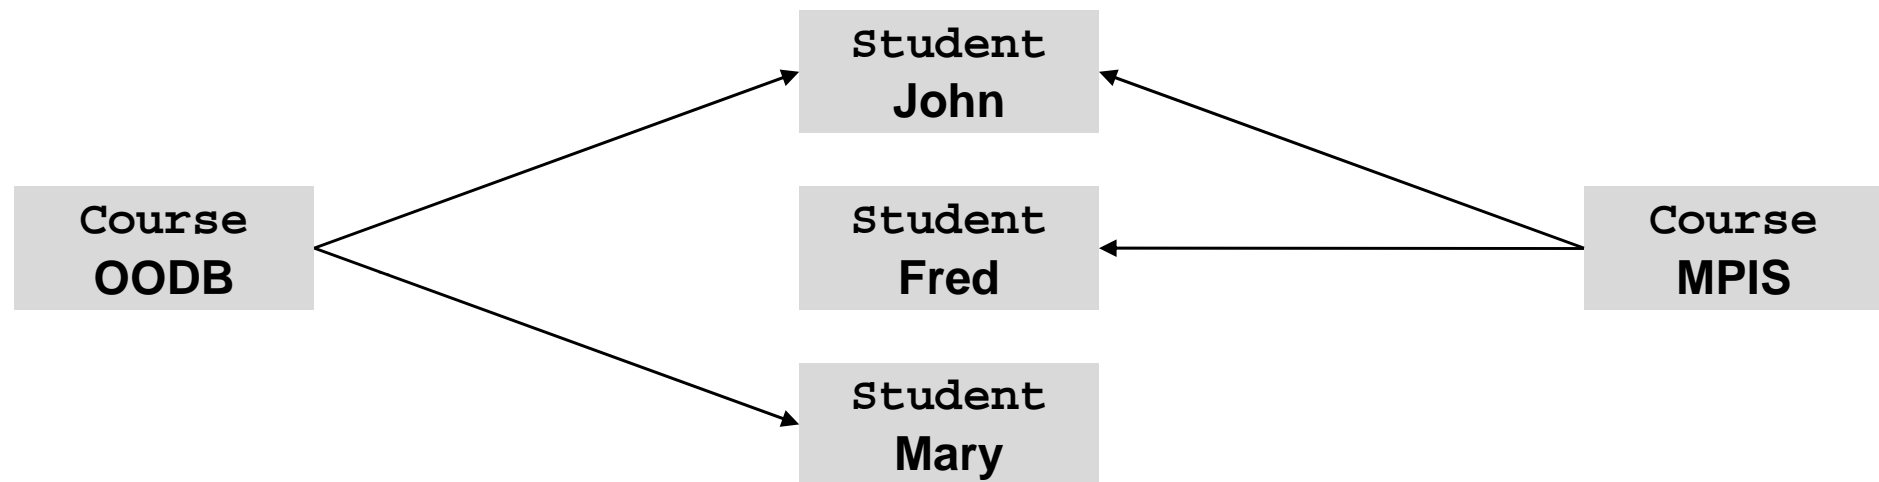 Student
John
Course
OODB
Student
Fred
Course
MPIS
Student
Mary